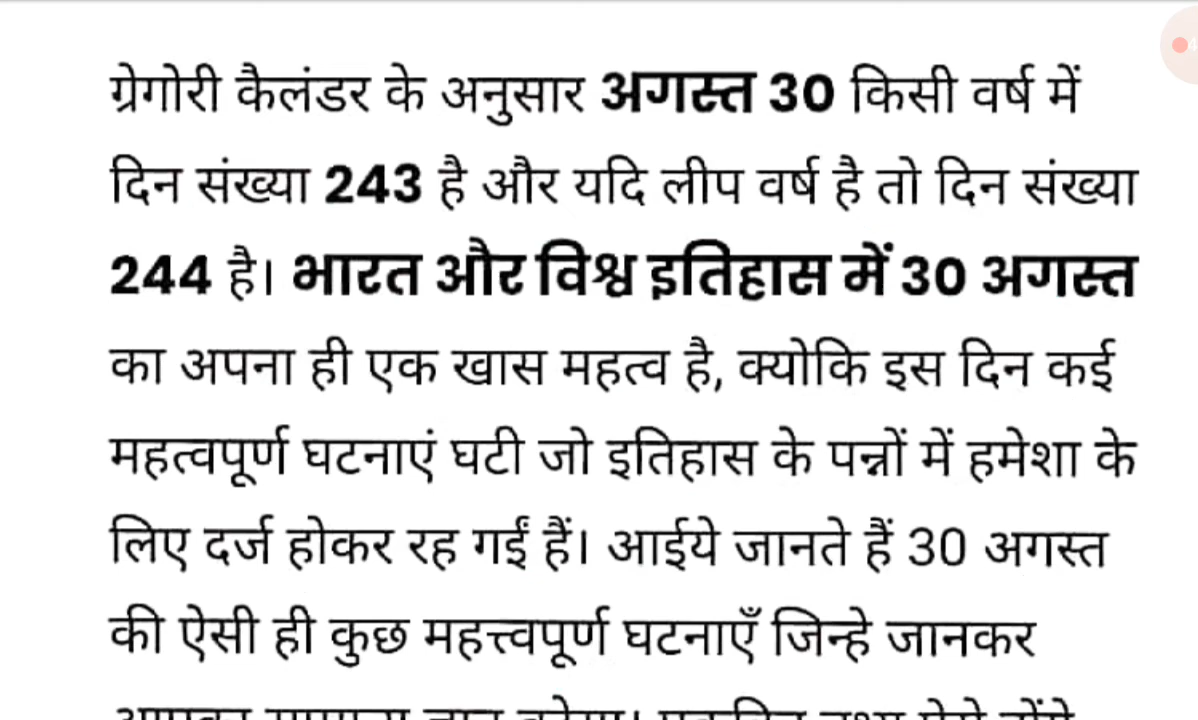 ग्रेगोरी कैलंडर के अनुसार अगस्त 30 किसी वर्ष में
दिन संख्या 243 है और यदि लीप वर्ष है तो दिन संख्या
244 है। भारत और विश्व इतिहास में 30 अगस्त
का अपना ही एक खास महत्व है, क्योकि इस दिन कई
महत्वपूर्ण घटनाएं घटी जो इतिहास के पन्नों में हमेशा के
लिए दर्ज होकर रह गईं हैं। आईये जानते हैं 30 अगस्त
की ऐसी ही कुछ महत्त्वपूर्ण घटनाएँ जिन्हे जानकर